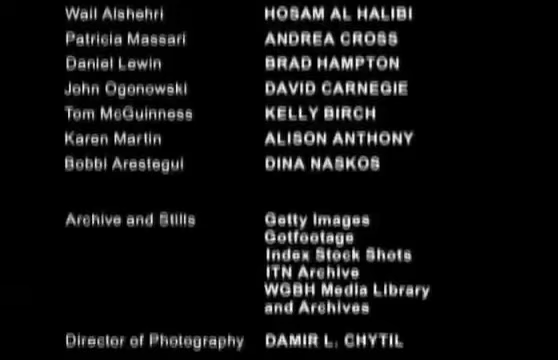 Wail Alshehri HOSAM AL HALIBI
Patricia Massari ANDREA CROSS
Daniel Lewin BRAD HAMPTON
John Ogonowski DAVID CARNEGIE
Tom McGuinness KELLY BIRCH
Karen Martin ALISON ANTHONY
Bobbi Arestegui DINA NASKOS
Archive and Stills Getty Images
Gotfootage
Index Stock Shots
ITN Archive
WGBH Media Library
and Archives
Director of Photography DAMIR L. CHYTIL